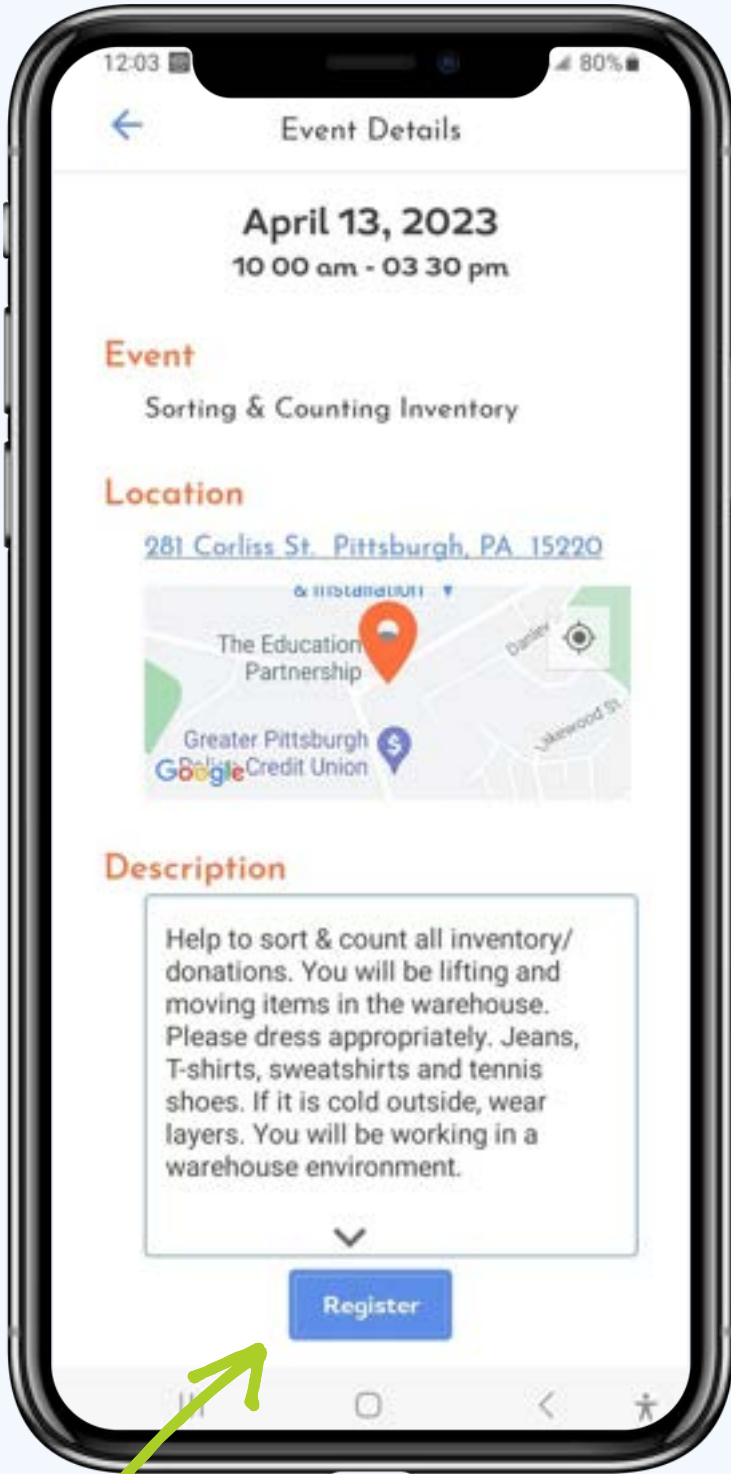 12:03
80%
Event Details
April 13, 2023
10 00 am - 03 30 pm
Event
Sorting & Counting Inventory
Location
281 Corliss St. Pittsburgh, PA 15220
& Installation
The Education
Partnership
Danley
Greater Pittsburgh
Credit Union
Google
Description
Help to sort & count all inventory/
donations. You will be lifting and
moving items in the warehouse.
Please dress appropriately. Jeans,
T-shirts, sweatshirts and tennis
shoes. If it is cold outside, wear
layers. You will be working in a
warehouse environment.
Register